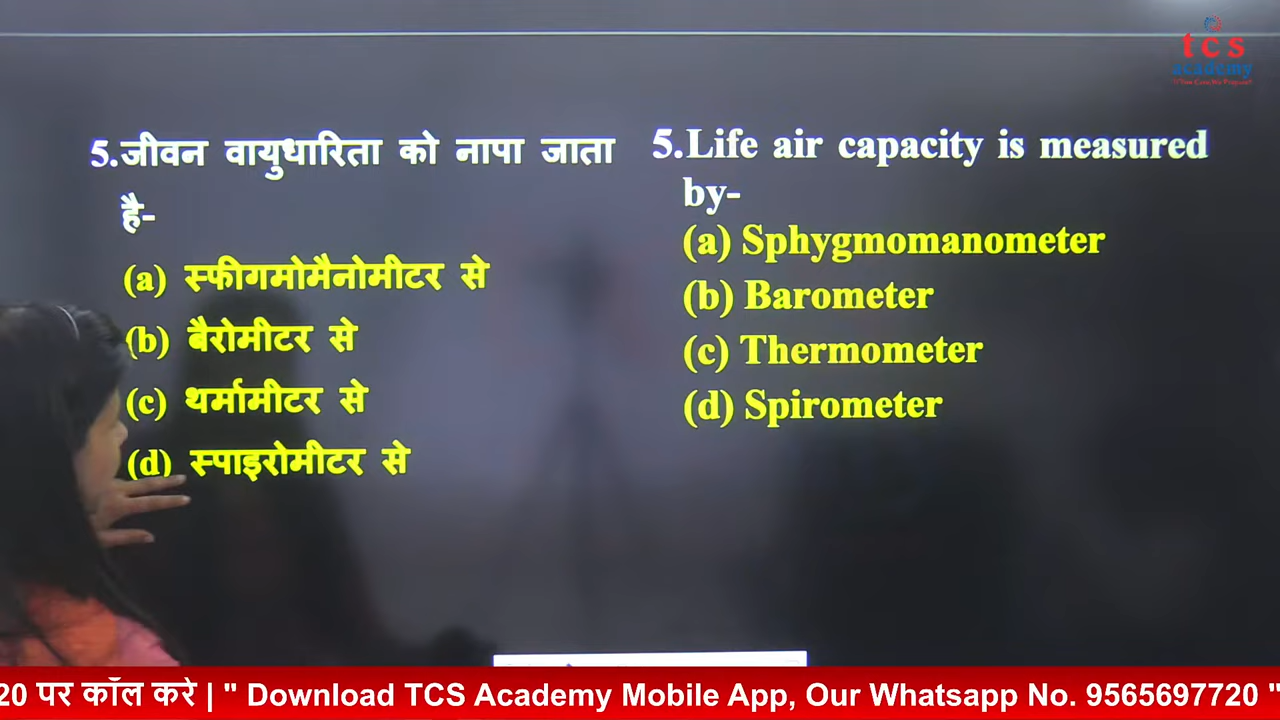 tcs
academy
5.जीवन वायुधारिता को नापा जाता
है-
(a) स्फीगमोमैनोमीटर से
(b) बैरोमीटर से
(c) थर्मामीटर से
(d) स्पाइरोमीटर से
5.Life air capacity is measured
by-
(a) Sphygmomanometer
(b) Barometer
(c) Thermometer
(d) Spirometer
20 पर कॉल करे | " Download TCS Academy Mobile App, Our Whatsapp No. 9565697720 "